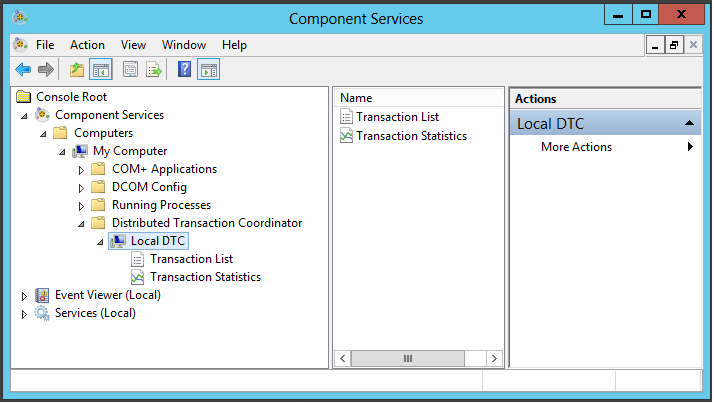 Component Services
File Action View Window Help
Console Root
Component Services
Computers
My Computer
COM+ Applications
DCOM Config
Running Processes
Distributed Transaction Coordinator
Local DTC
Transaction List
Transaction Statistics
Event Viewer (Local)
Services (Local)
Name
Transaction List
Transaction Statistics
Actions
Local DTC
More Actions